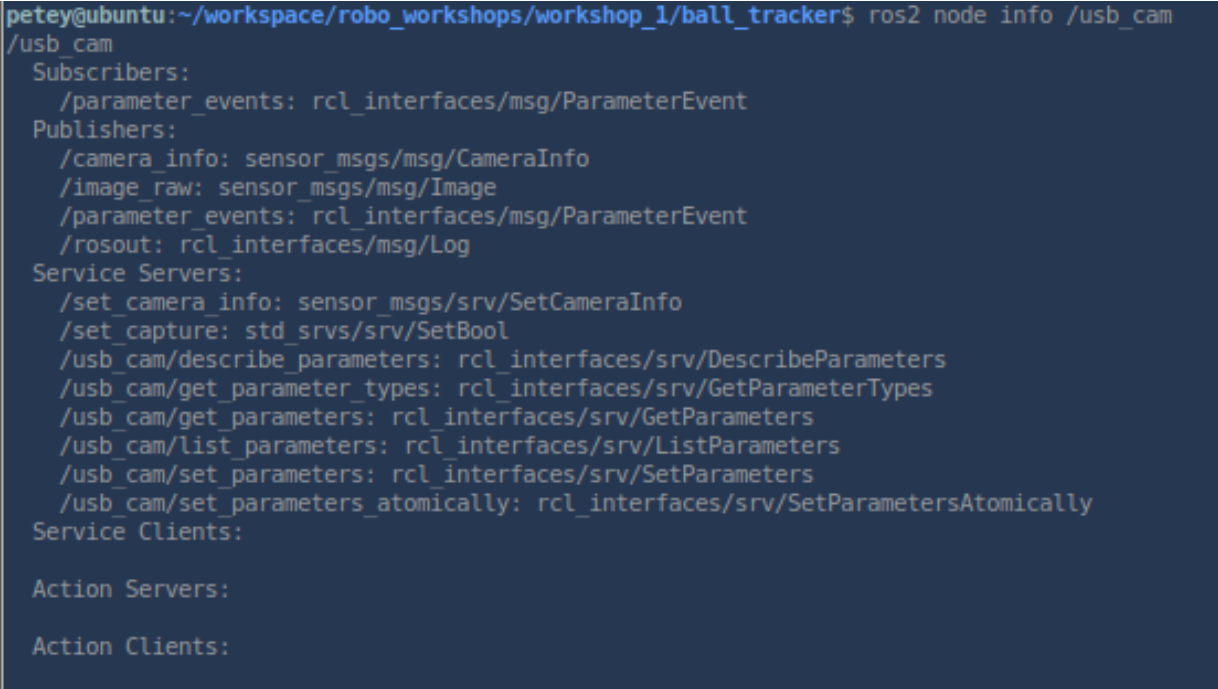 petey@ubuntu:~/workspace/robo_workshops/workshop_1/ball_tracker$ ros2 node info /usb_cam
/usb_cam
  Subscribers:
    /parameter_events: rcl_interfaces/msg/ParameterEvent
  Publishers:
    /camera_info: sensor_msgs/msg/CameraInfo
    /image_raw: sensor_msgs/msg/Image
    /parameter_events: rcl_interfaces/msg/ParameterEvent
    /rosout: rcl_interfaces/msg/Log
  Service Servers:
    /set_camera_info: sensor_msgs/srv/SetCameraInfo
    /set_capture: std_srvs/srv/SetBool
    /usb_cam/describe_parameters: rcl_interfaces/srv/DescribeParameters
    /usb_cam/get_parameter_types: rcl_interfaces/srv/GetParameterTypes
    /usb_cam/get_parameters: rcl_interfaces/srv/GetParameters
    /usb_cam/list_parameters: rcl_interfaces/srv/ListParameters
    /usb_cam/set_parameters: rcl_interfaces/srv/SetParameters
    /usb_cam/set_parameters_atomically: rcl_interfaces/srv/SetParametersAtomically
  Service Clients:
  Action Servers:
  Action Clients: